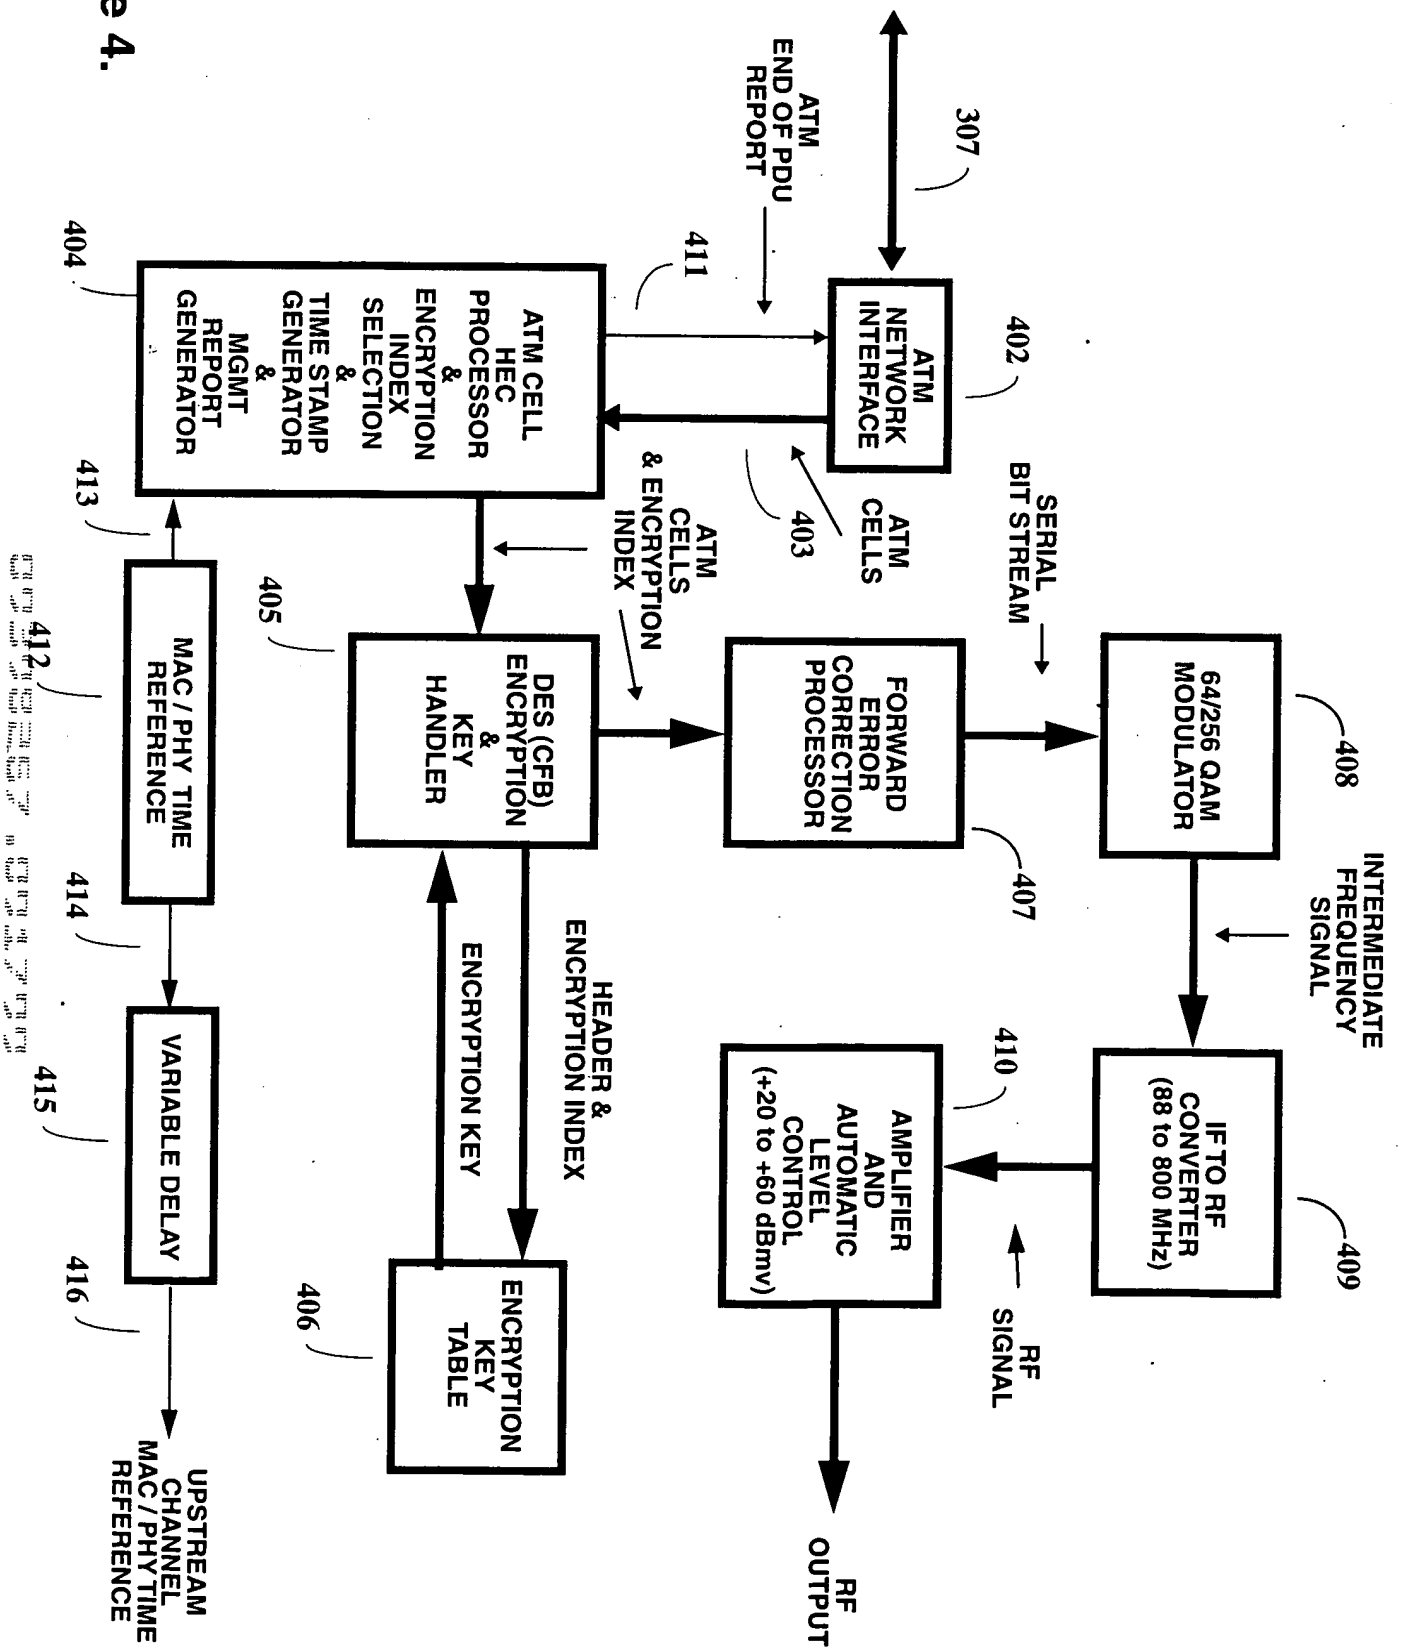 307
402
ATM
NETWORK
INTERFACE
ATM
END OF PDU
REPORT
411
403
ATM
CELLS
404
ATM CELL
HEC
PROCESSOR
&
ENCRYPTION
INDEX
SELECTION
&
TIME STAMP
GENERATOR
&
MGMT
REPORT
GENERATOR
ATM
CELLS
& ENCRYPTION
INDEX
SERIAL
BIT STREAM
408
64/256 QAM
MODULATOR
INTERMEDIATE
FREQUENCY
SIGNAL
409
IF TO RF
CONVERTER
(88 to 800 MHz)
RF
SIGNAL
407
FORWARD
ERROR
CORRECTION
PROCESSOR
410
AMPLIFIER
AND
AUTOMATIC
LEVEL
CONTROL
(+20 to +60 dBmv)
RF
OUTPUT
405
DES (CFB)
ENCRYPTION
&
KEY
HANDLER
HEADER &
ENCRYPTION INDEX
ENCRYPTION KEY
406
ENCRYPTION
KEY
TABLE
413
412
MAC / PHY TIME
REFERENCE
414
415
VARIABLE DELAY
416
UPSTREAM
CHANNEL
MAC / PHY TIME
REFERENCE
e 4.